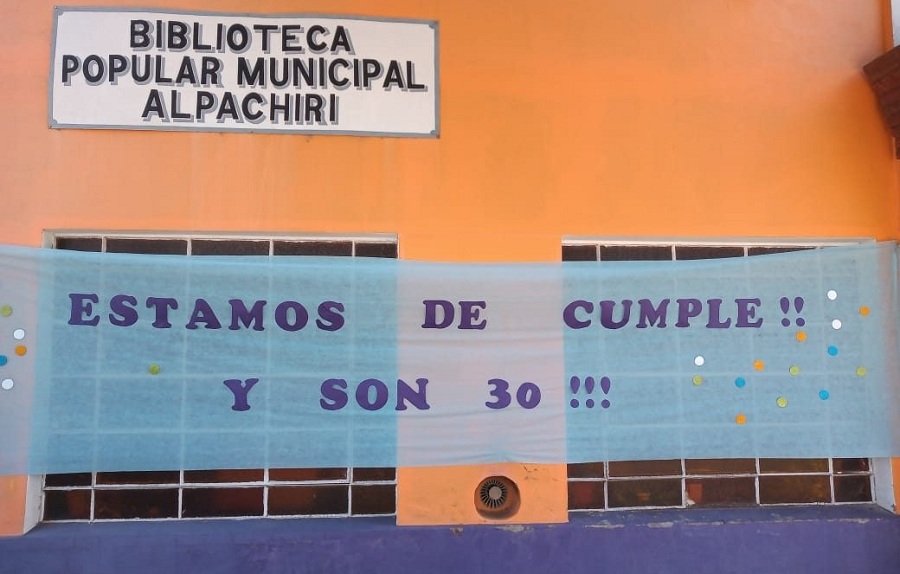 BIBLIOTECA
POPULAR MUNICIPAL
ALPACHIRI
ESTAMOS DE CUMPLE !!
Y SON 30 !!!